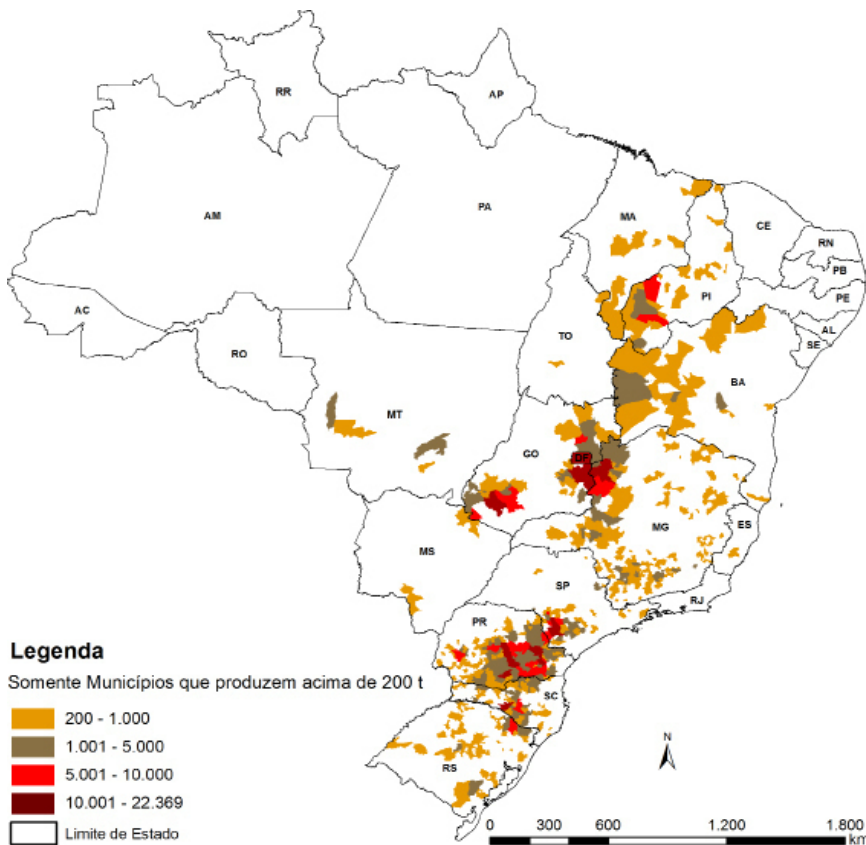 RR
AP
AM
PA
MA
CE
RN
PB
PE
PI
AL
SE
AC
TO
RO
BA
MT
GO
DF
MG
ES
MS
SP
RJ
PR
SC
RS
Legenda
Somente Municípios que produzem acima de 200 t
200 - 1.000
1.001 - 5.000
5.001 - 10.000
10.001 - 22.369
Limite de Estado
N
0 300 600 1.200 1.800
km